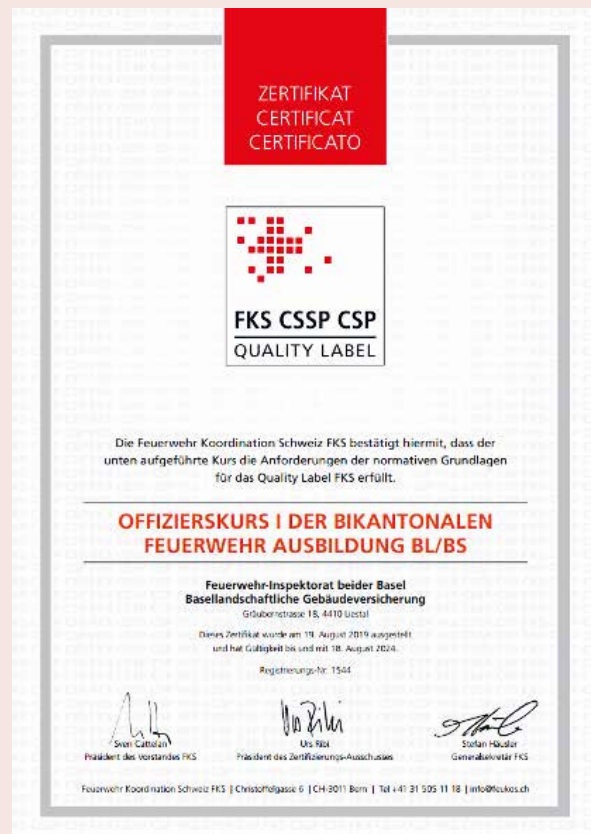 ZERTIFIKAT
CERTIFICAT
CERTIFICATO
FKS CSSP CSP
QUALITY LABEL
Die Feuerwehr Koordination Schweiz FKS bestätigt hiermit, dass der
unten aufgeführte Kurs die Anforderungen der normativen Grundlagen
für das Quality Label FKS erfüllt.
OFFIZIERSKURS I DER BIKANTONALEN
FEUERWEHR AUSBILDUNG BL/BS
Feuerwehr-Inspektorat beider Basel
Basellandschaftliche Gebäudeversicherung
Gräubernstrasse 18, 4410 Liestal
Dieses Zertifikat wurde am 19. August 2019 ausgestellt
und hat Gültigkeit bis und mit 18. August 2024.
Registrierungs-Nr. 1544
Sven Cattelan Urs Ribi Stefan Häusler
Präsident des Vorstandes FKS Präsident des Zertifizierungs-Ausschusses Generalsekretär FKS
Feuerwehr Koordination Schweiz FKS | Christoffelgasse 6 | CH-3011 Bern | Tel +41 31 505 11 18 | info@feukos.ch